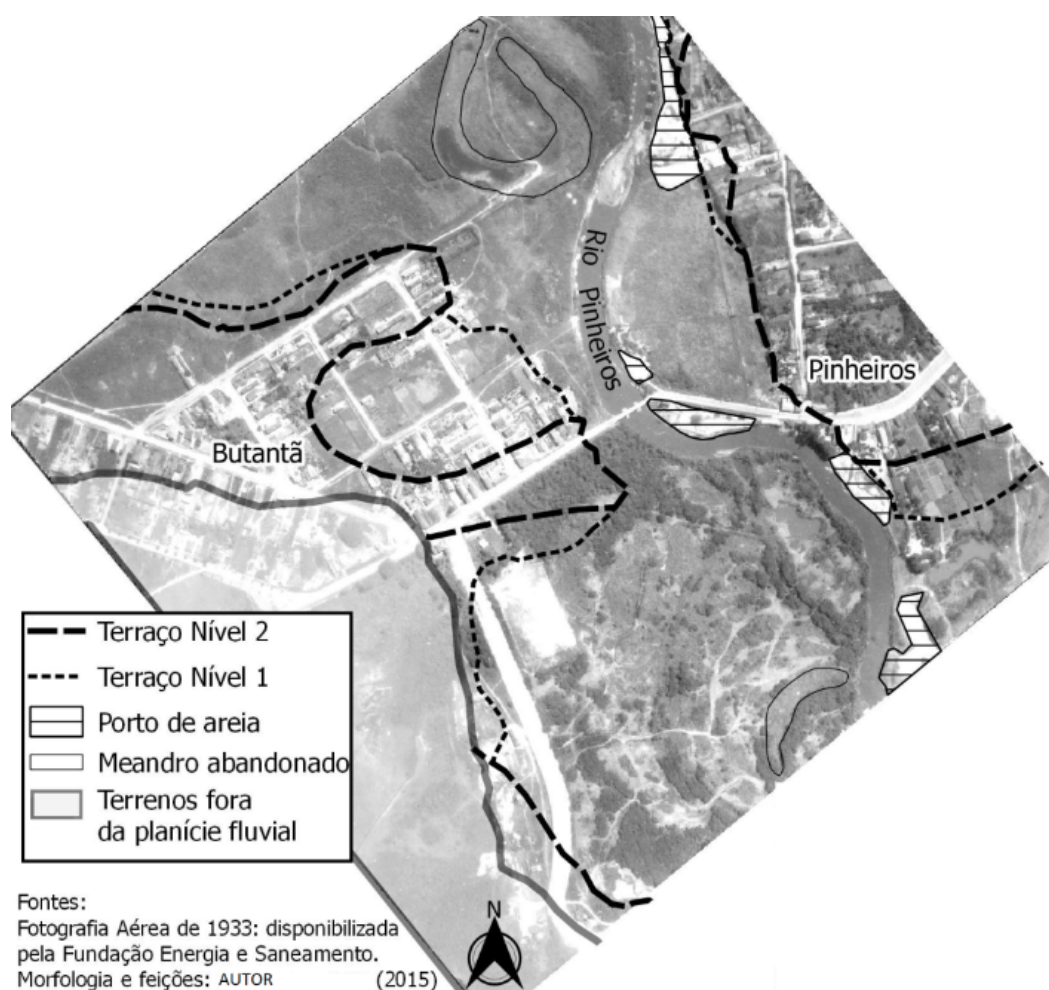 Rio Pinheiros
Pinheiros
Butantã
Terraço Nível 2
Terraço Nível 1
Porto de areia
Meandro abandonado
Terrenos fora
da planície fluvial
Fontes:
Fotografia Aérea de 1933: disponibilizada
pela Fundação Energia e Saneamento.
Morfologia e feições: AUTOR (2015)
N